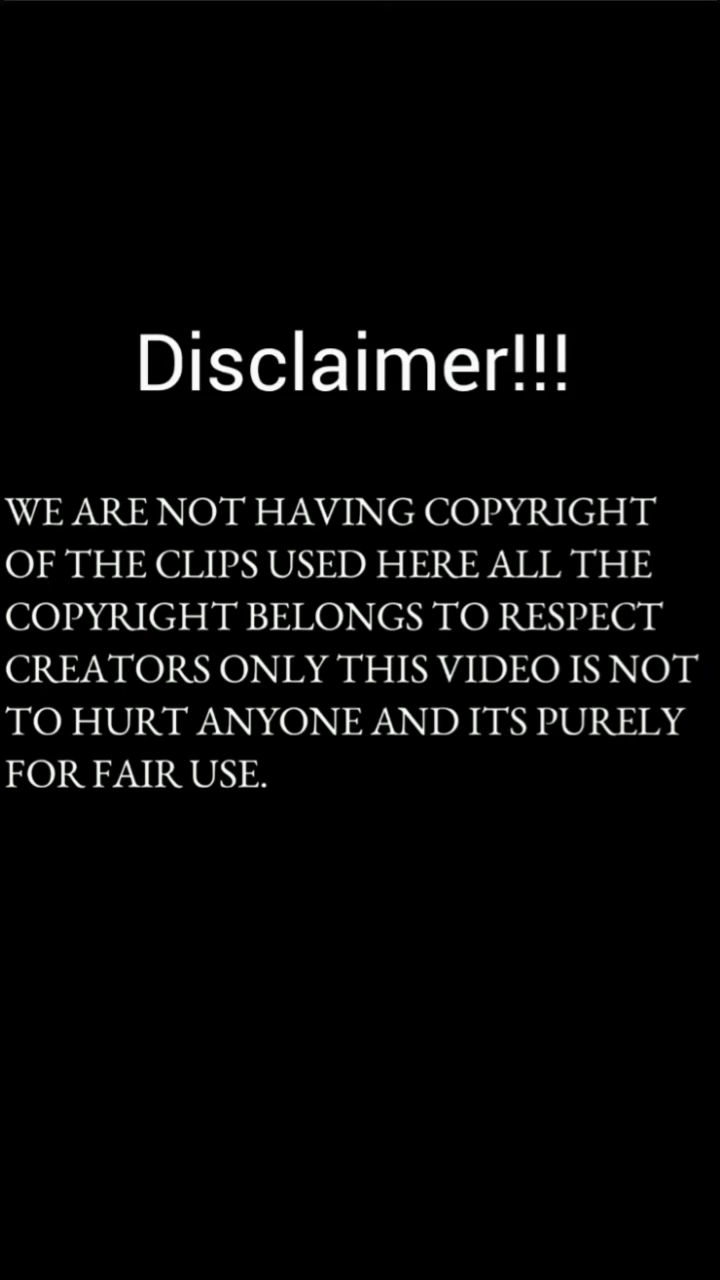 Disclaimer!!!
WE ARE NOT HAVING COPYRIGHT
OF THE CLIPS USED HERE ALL THE
COPYRIGHT BELONGS TO RESPECT
CREATORS ONLY THIS VIDEO IS NOT
TO HURT ANYONE AND ITS PURELY
FOR FAIR USE.